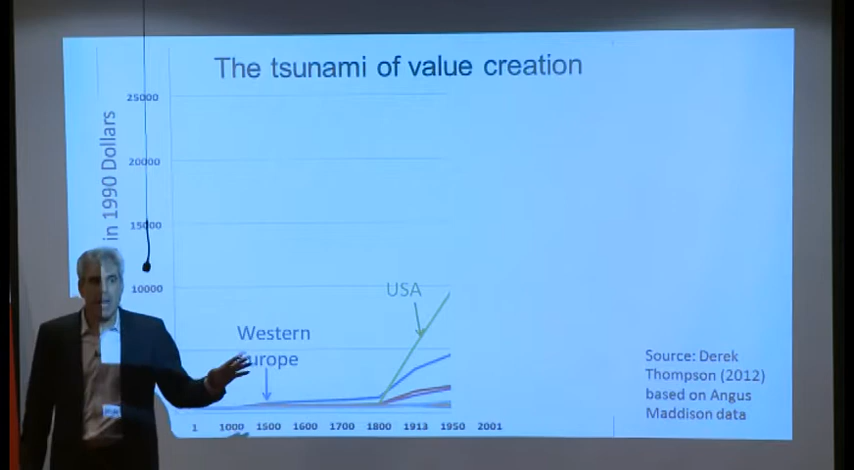 The tsunami of value creation
in 1990 Dollars
25000
20000
15000
10000
USA
Western
Europe
1 1000 1500 1600 1700 1800 1913 1950 2001
Source: Derek
Thompson (2012)
based on Angus
Maddison data